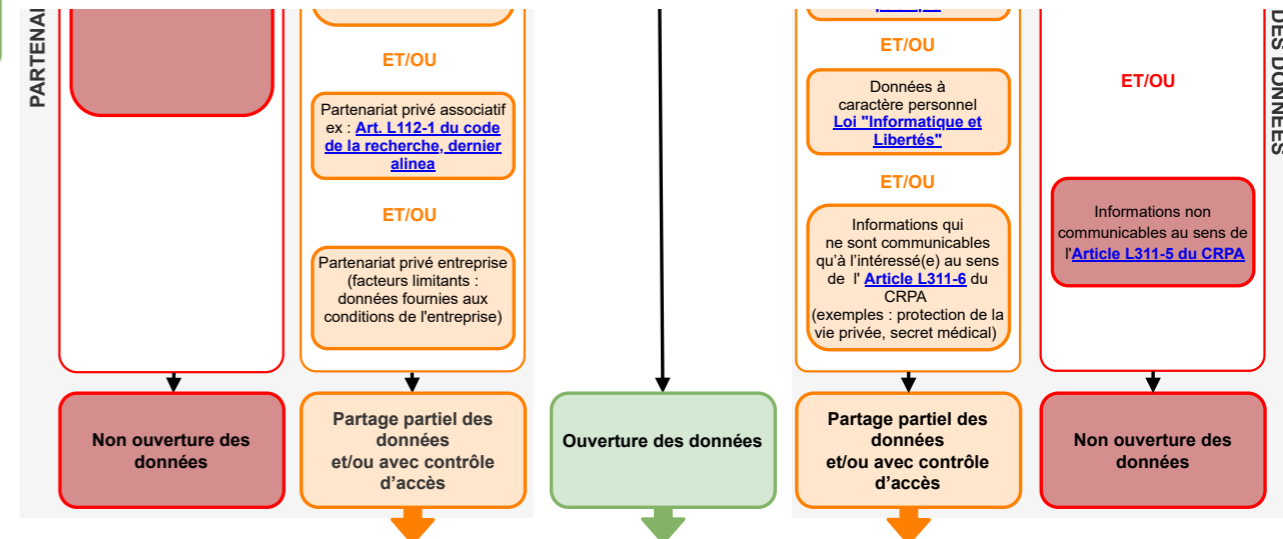 PARTENAI
ET/OU
Partenariat privé associatif
ex : Art. L112-1 du code
de la recherche, dernier
alinea
ET/OU
Partenariat privé entreprise
(facteurs limitants :
données fournies aux
conditions de l'entreprise)
ET/OU
Données à
caractère personnel
Loi "Informatique et
Libertés"
ET/OU
Informations qui
ne sont communicables
qu'à l'intéressé(e) au sens
de l' Article L311-6 du
CRPA
(exemples : protection de la
vie privée, secret médical)
ET/OU
Informations non
communicables au sens de
l'Article L311-5 du CRPA
DES DONNÉES
Non ouverture des
données
Partage partiel des
données
et/ou avec contrôle
d'accès
Ouverture des données
Partage partiel des
données
et/ou avec contrôle
d'accès
Non ouverture des
données